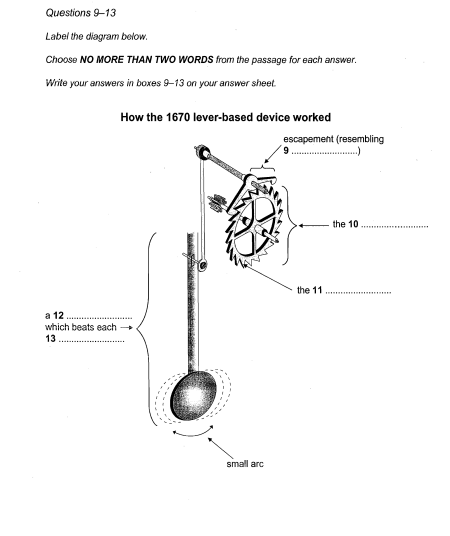 Questions 9–13
Label the diagram below.
Choose NO MORE THAN TWO WORDS from the passage for each answer.
Write your answers in boxes 9–13 on your answer sheet.
How the 1670 lever-based device worked
escapement (resembling
9 .........................)
the 10 .........................
the 11 .........................
a 12 .........................
which beats each
13 .........................
small arc